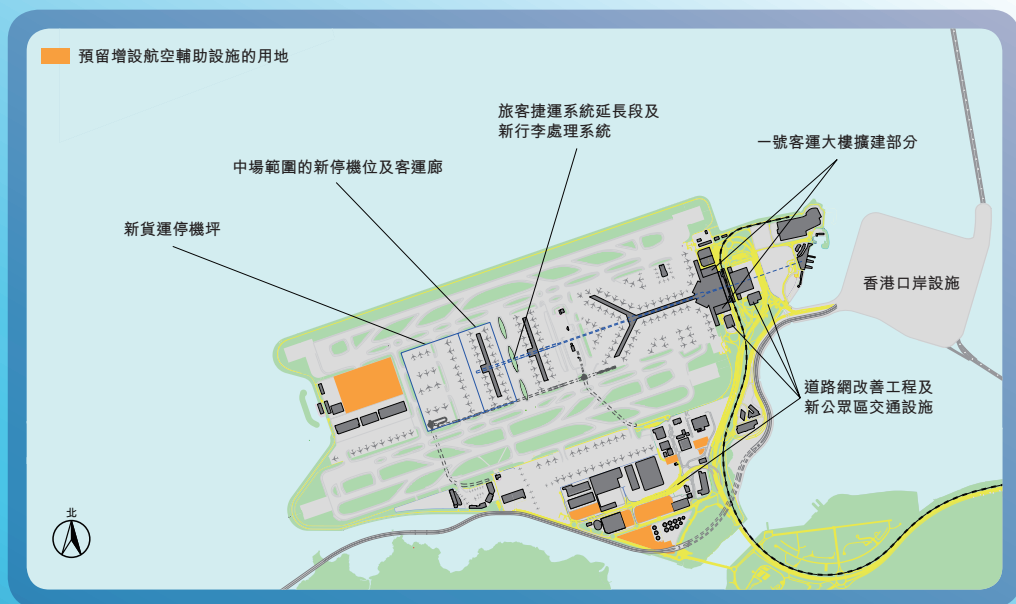 預留增設航空輔助設施的用地
旅客捷運系統延長段及
新行李處理系統
一號客運大樓擴建部分
中場範圍的新停機位及客運廊
新貨運停機坪
香港口岸設施
道路網改善工程及
新公眾區交通設施
北